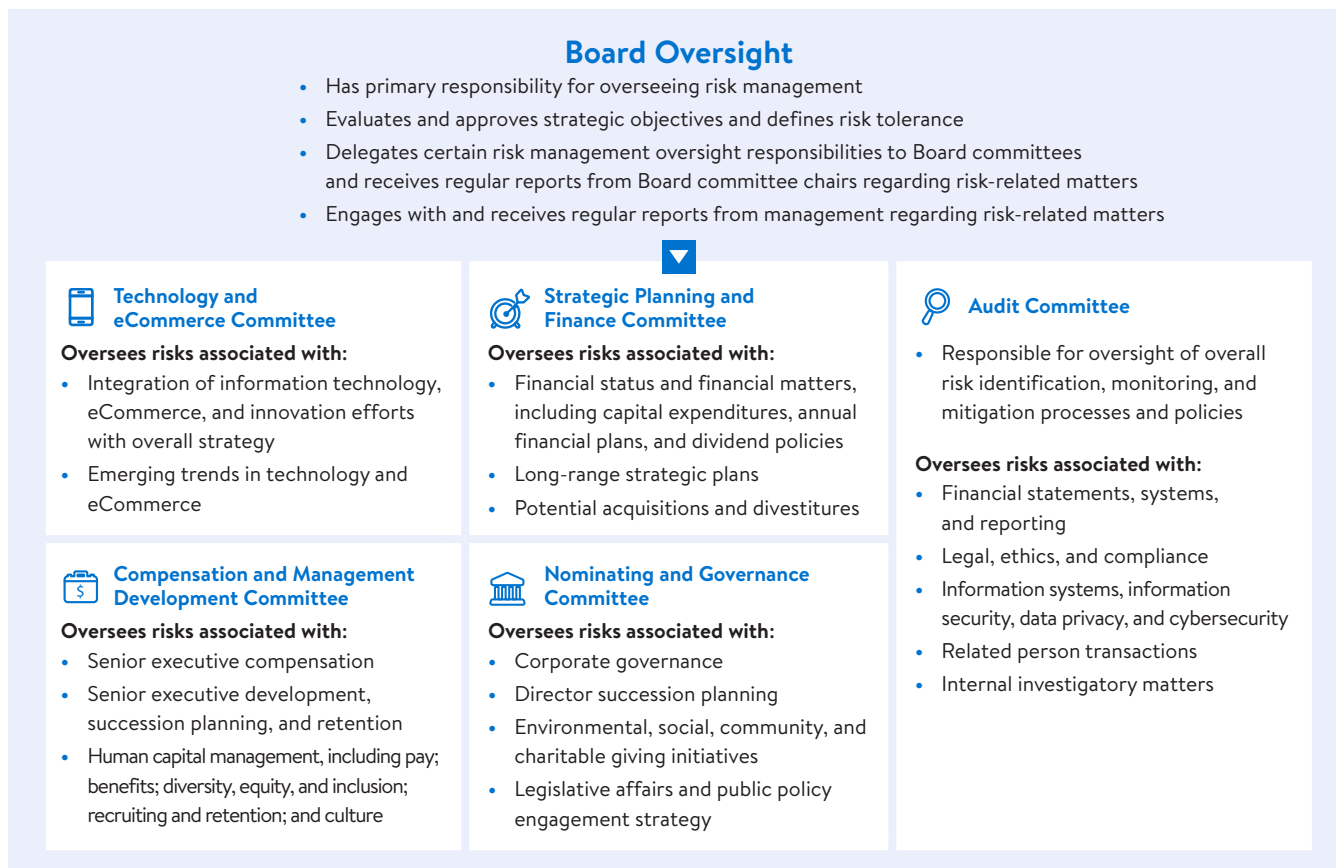 Board Oversight
• Has primary responsibility for overseeing risk management
• Evaluates and approves strategic objectives and defines risk tolerance
• Delegates certain risk management oversight responsibilities to Board committees
and receives regular reports from Board committee chairs regarding risk-related matters
• Engages with and receives regular reports from management regarding risk-related matters
Technology and
eCommerce Committee
Oversees risks associated with:
• Integration of information technology,
eCommerce, and innovation efforts
with overall strategy
• Emerging trends in technology and
eCommerce
Strategic Planning and
Finance Committee
Oversees risks associated with:
• Financial status and financial matters,
including capital expenditures, annual
financial plans, and dividend policies
• Long-range strategic plans
• Potential acquisitions and divestitures
Audit Committee
• Responsible for oversight of overall
risk identification, monitoring, and
mitigation processes and policies
Oversees risks associated with:
• Financial statements, systems,
and reporting
• Legal, ethics, and compliance
• Information systems, information
security, data privacy, and cybersecurity
• Related person transactions
• Internal investigatory matters
$
Compensation and Management
Development Committee
Oversees risks associated with:
• Senior executive compensation
• Senior executive development,
succession planning, and retention
• Human capital management, including pay;
benefits; diversity, equity, and inclusion;
recruiting and retention; and culture
Nominating and Governance
Committee
Oversees risks associated with:
• Corporate governance
• Director succession planning
• Environmental, social, community, and
charitable giving initiatives
• Legislative affairs and public policy
engagement strategy